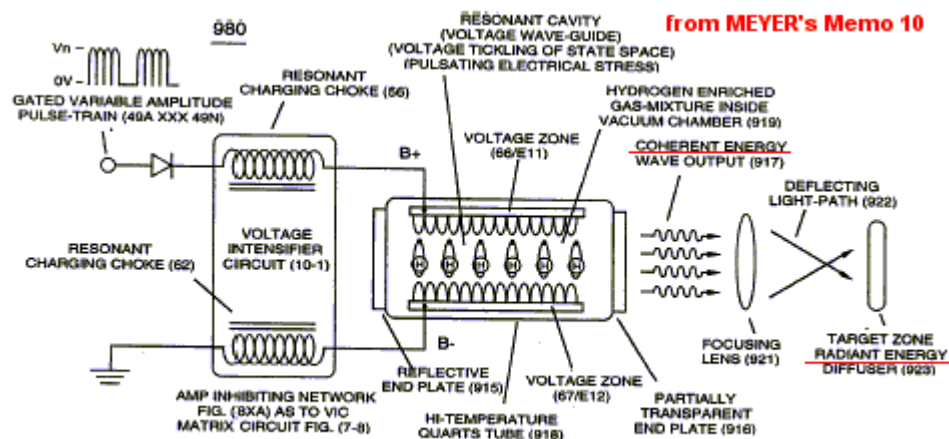 980
from MEYER's Memo 10
RESONANT CAVITY
(VOLTAGE WAVE-GUIDE)
(VOLTAGE TICKLING OF STATE SPACE)
(PULSATING ELECTRICAL STRESS)
Vn
0V
GATED VARIABLE AMPLITUDE
PULSE-TRAIN (49A XXX 49N)
RESONANT
CHARGING CHOKE (56)
HYDROGEN ENRICHED
GAS-MIXTURE INSIDE
VACUUM CHAMBER (919)
VOLTAGE ZONE
(66/E11)
B+
COHERENT ENERGY
WAVE OUTPUT (917)
DEFLECTING
LIGHT-PATH (922)
VOLTAGE
INTENSIFIER
CIRCUIT (10-1)
RESONANT
CHARGING CHOKE (62)
H H H H H H
B-
REFLECTIVE
END PLATE (915)
VOLTAGE ZONE
(67/E12)
FOCUSING
LENS (921)
TARGET ZONE
RADIANT ENERGY
DIFFUSER (923)
AMP INHIBITING NETWORK
FIG. (8XA) AS TO VIC
MATRIX CIRCUIT FIG. (7-8)
HI-TEMPERATURE
QUARTS TUBE (918)
PARTIALLY
TRANSPARENT
END PLATE (916)